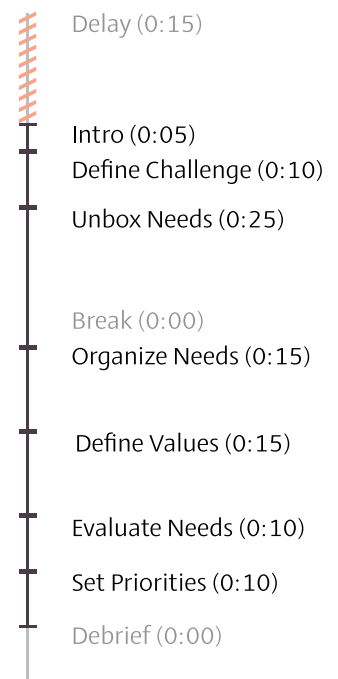 Delay (0:15)
Intro (0:05)
Define Challenge (0:10)
Unbox Needs (0:25)
Break (0:00)
Organize Needs (0:15)
Define Values (0:15)
Evaluate Needs (0:10)
Set Priorities (0:10)
Debrief (0:00)